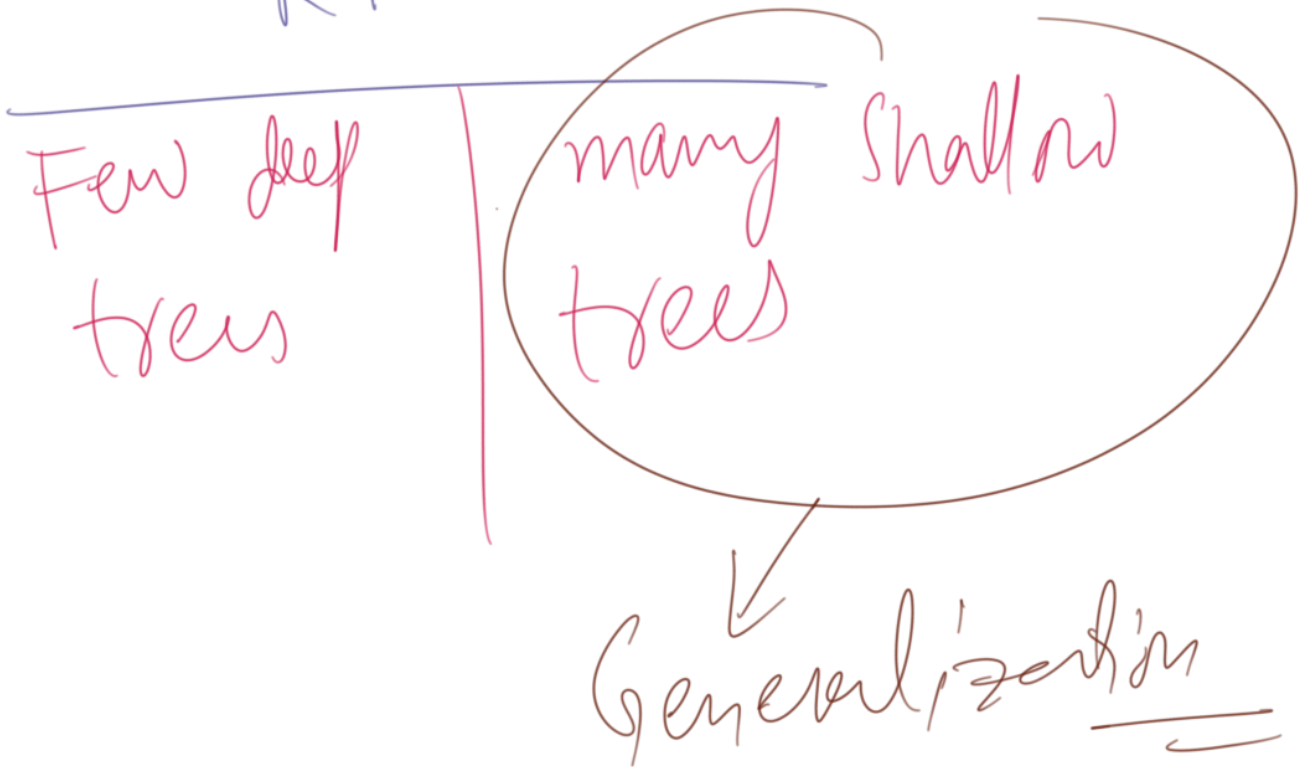 Few deep
trees
many shallow
trees
Generalization